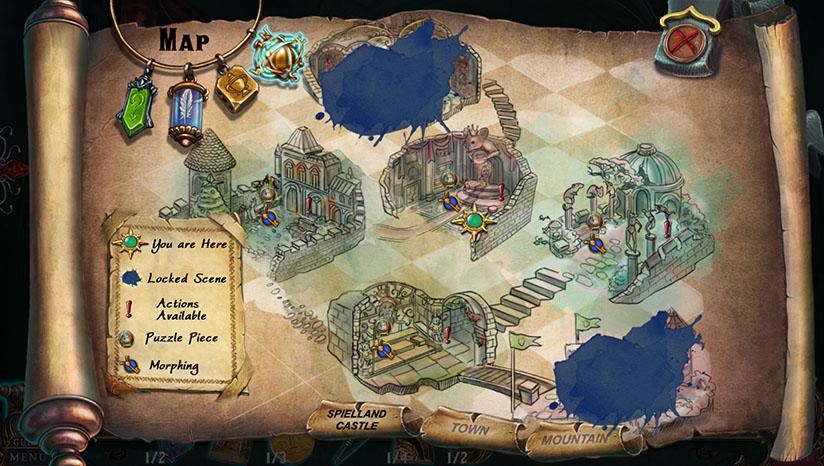 MAP
You are Here
Locked Scene
Actions
Available
Puzzle Piece
Morphing
SPIELLAND
CASTLE
TOWN
MOUNTAIN
MENU
1/2
1/3
1/4
1/2